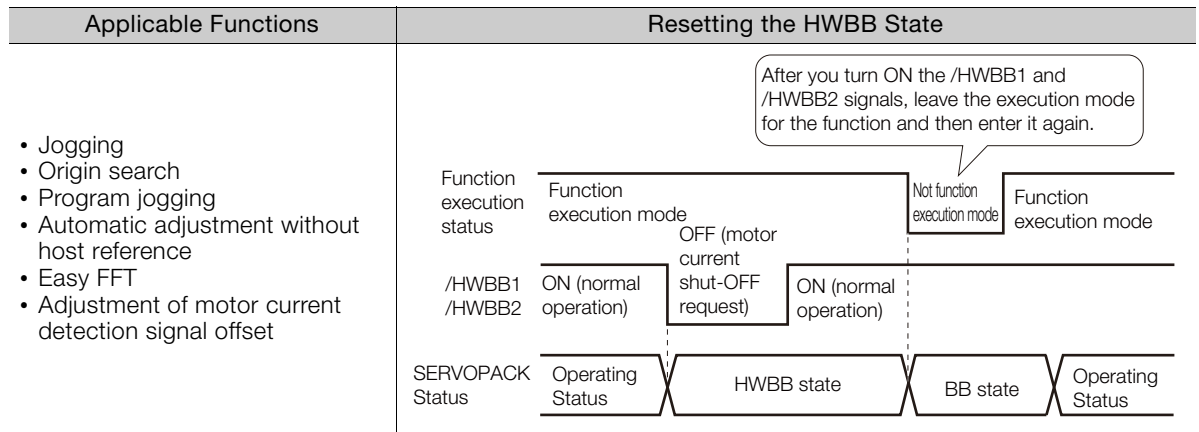 Applicable Functions
Resetting the HWBB State
• Jogging
• Origin search
• Program jogging
• Automatic adjustment without
host reference
• Easy FFT
• Adjustment of motor current
detection signal offset
After you turn ON the /HWBB1 and
/HWBB2 signals, leave the execution mode
for the function and then enter it again.
Function
execution
status
Function
execution mode
Not function
execution mode
Function
execution mode
/HWBB1
/HWBB2
ON (normal
operation)
OFF (motor
current
shut-OFF
request)
ON (normal
operation)
SERVOPACK
Status
Operating
Status
HWBB state
BB state
Operating
Status